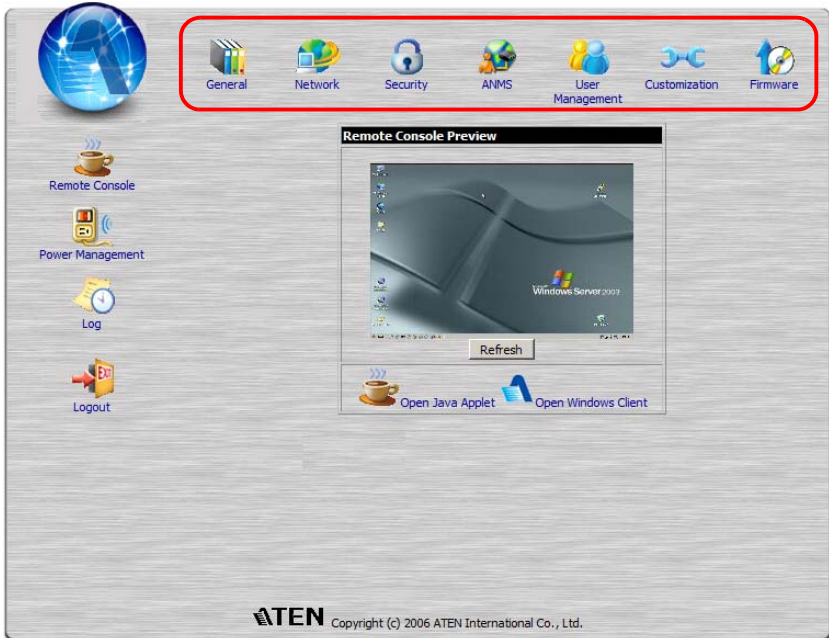 General
Network
Security
ANMS
User
Management
Customization
Firmware
Remote Console
Power Management
Log
EXIT
Logout
Remote Console Preview
Windows Server 2003
Refresh
Open Java Applet
Open Windows Client
ATEN Copyright (c) 2006 ATEN International Co., Ltd.